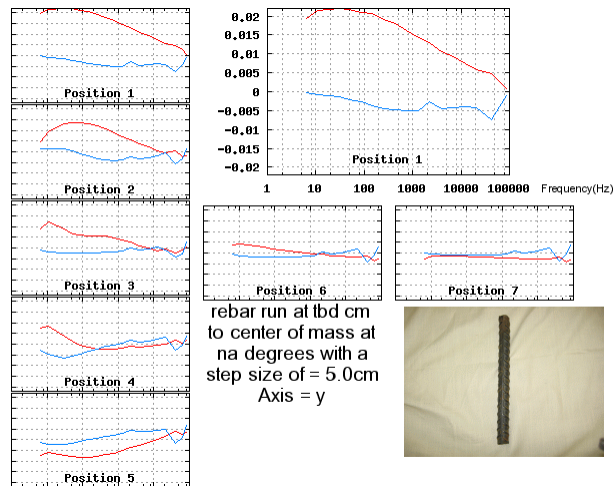 Position 1
Position 2
Position 3
Position 4
Position 5
0.02
0.015
0.01
0.005
0
-0.005
-0.01
-0.015
-0.02
Position 1
1 10 100 1000 10000 100000 Frequency(Hz)
Position 6
Position 7
rebar run at tbd cm
to center of mass at
na degrees with a
step size of = 5.0cm
Axis = y